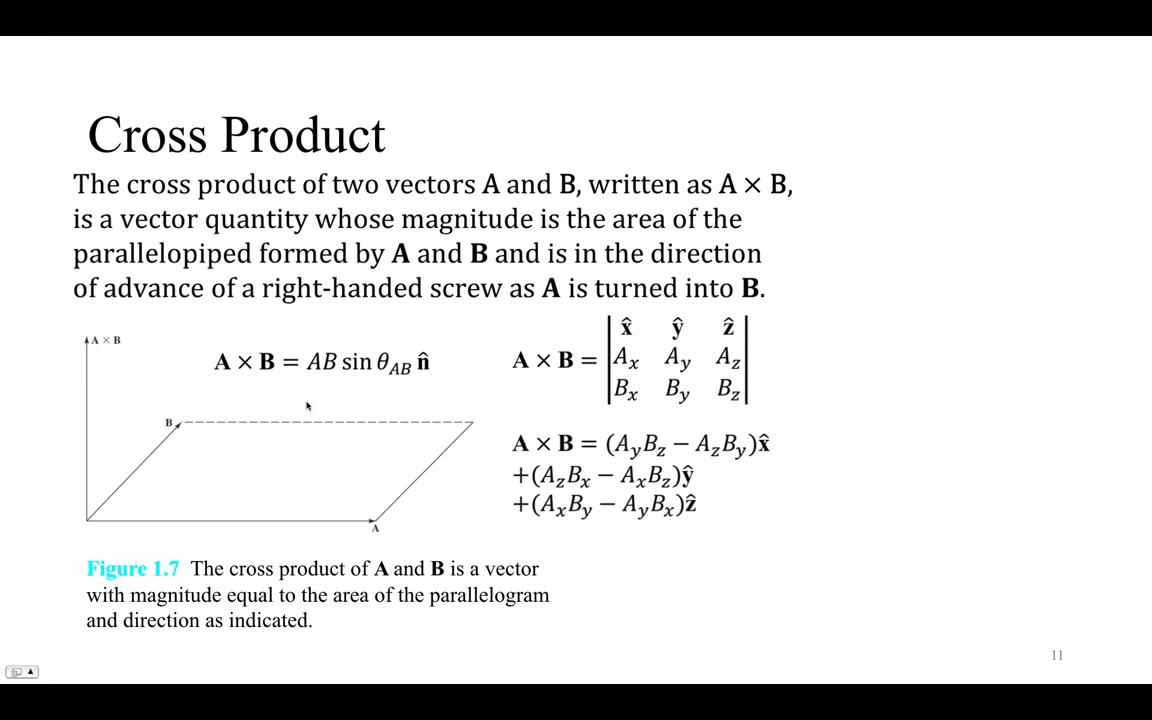 Cross Product
The cross product of two vectors A and B, written as A × B,
is a vector quantity whose magnitude is the area of the
parallelopiped formed by A and B and is in the direction
of advance of a right-handed screw as A is turned into B.
A × B
A × B = AB sin θ_AB n̂
A × B = | x̂ ŷ ẑ |
| A_x A_y A_z |
| B_x B_y B_z |
B
A
A × B = (A_yB_z − A_zB_y)x̂
+(A_zB_x − A_xB_z)ŷ
+(A_xB_y − A_yB_x)ẑ
Figure 1.7 The cross product of A and B is a vector
with magnitude equal to the area of the parallelogram
and direction as indicated.
11